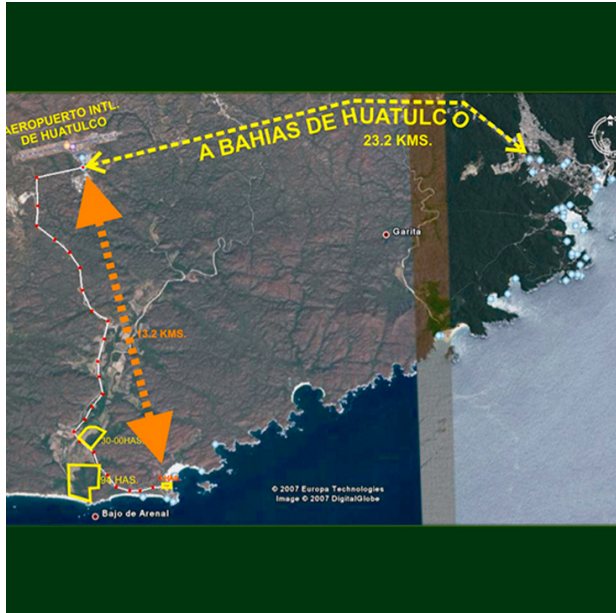 AEROPUERTO INTL.
DE HUATULCO
A BAHIAS DE HUATULCO
23.2 KMS.
Garita
13.2 KMS.
30-00HAS
94 HAS.
© 2007 Europa Technologies
Image © 2007 DigitalGlobe
Bajo de Arenal